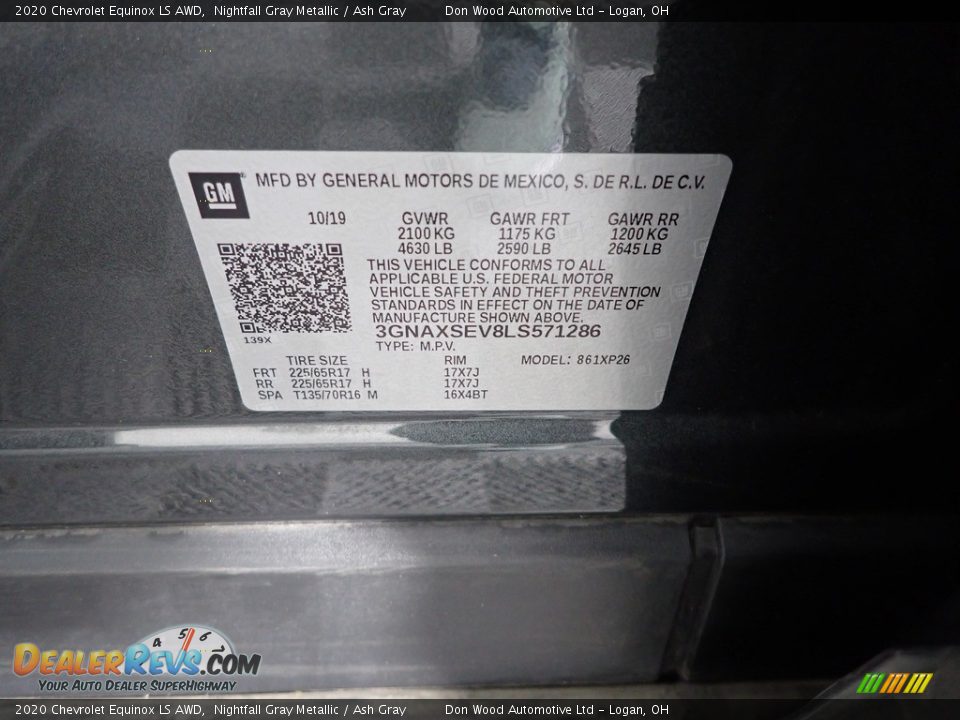 2020 Chevrolet Equinox LS AWD, Nightfall Gray Metallic / Ash Gray Don Wood Automotive Ltd - Logan, OH
GM MFD BY GENERAL MOTORS DE MEXICO, S. DE R.L. DE C.V.
10/19 GVWR GAWR FRT GAWR RR
2100 KG 1175 KG 1200 KG
4630 LB 2590 LB 2645 LB
THIS VEHICLE CONFORMS TO ALL
APPLICABLE U.S. FEDERAL MOTOR
VEHICLE SAFETY AND THEFT PREVENTION
STANDARDS IN EFFECT ON THE DATE OF
MANUFACTURE SHOWN ABOVE.
3GNAXSEV8LS571286
139X
TYPE: M.P.V.
TIRE SIZE RIM MODEL: 861XP26
FRT 225/65R17 H 17X7J
RR 225/65R17 H 17X7J
SPA T135/70R16 M 16X4BT
4 5 6
DEALERREVS.COM
YOUR AUTO DEALER SUPERHIGHWAY
2020 Chevrolet Equinox LS AWD, Nightfall Gray Metallic / Ash Gray Don Wood Automotive Ltd - Logan, OH